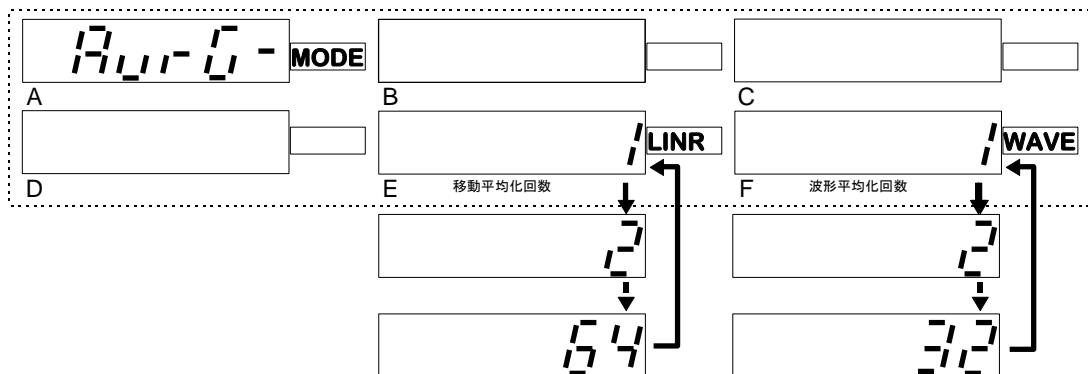 AvrG- MODE
A B C
1 LINR 1 WAVE
D E 移動平均化回数 F 波形平均化回数
2 2
64 32